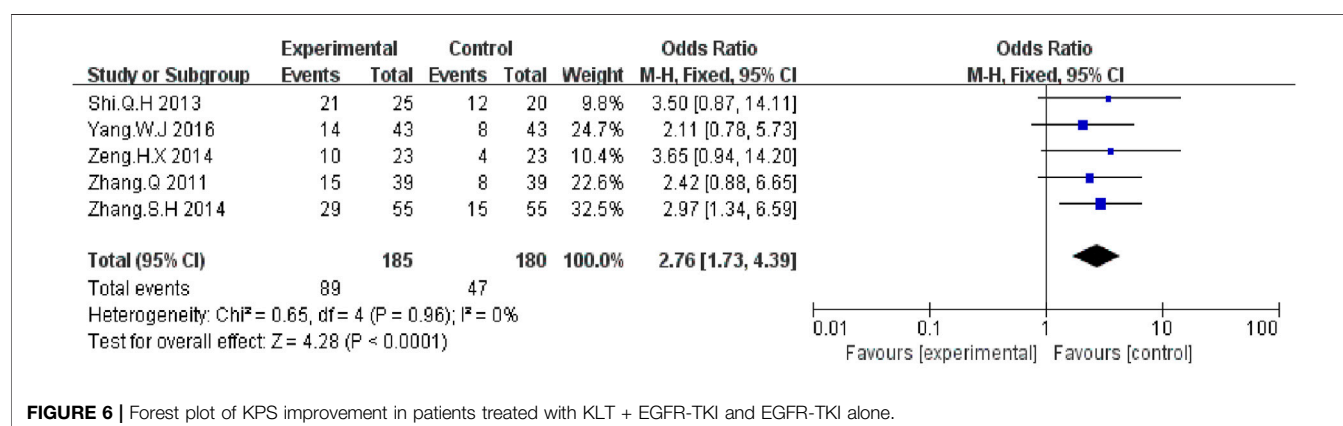 Experimental Control Odds Ratio Odds Ratio
Study or Subgroup Events Total Events Total Weight M-H, Fixed, 95% CI M-H, Fixed, 95% CI
Shi.Q.H 2013 21 25 12 20 9.8% 3.50 [0.87, 14.11]
Yang.W.J 2016 14 43 8 43 24.7% 2.11 [0.78, 5.73]
Zeng.H.X 2014 10 23 4 23 10.4% 3.65 [0.94, 14.20]
Zhang.Q 2011 15 39 8 39 22.6% 2.42 [0.88, 6.65]
Zhang.S.H 2014 29 55 15 55 32.5% 2.97 [1.34, 6.59]
Total (95% CI) 185 180 100.0% 2.76 [1.73, 4.39]
Total events 89 47
Heterogeneity: Chi² = 0.65, df = 4 (P = 0.96); I² = 0%
Test for overall effect: Z = 4.28 (P < 0.0001)
0.01 0.1 1 10 100
Favours [experimental] Favours [control]
FIGURE 6 | Forest plot of KPS improvement in patients treated with KLT + EGFR-TKI and EGFR-TKI alone.